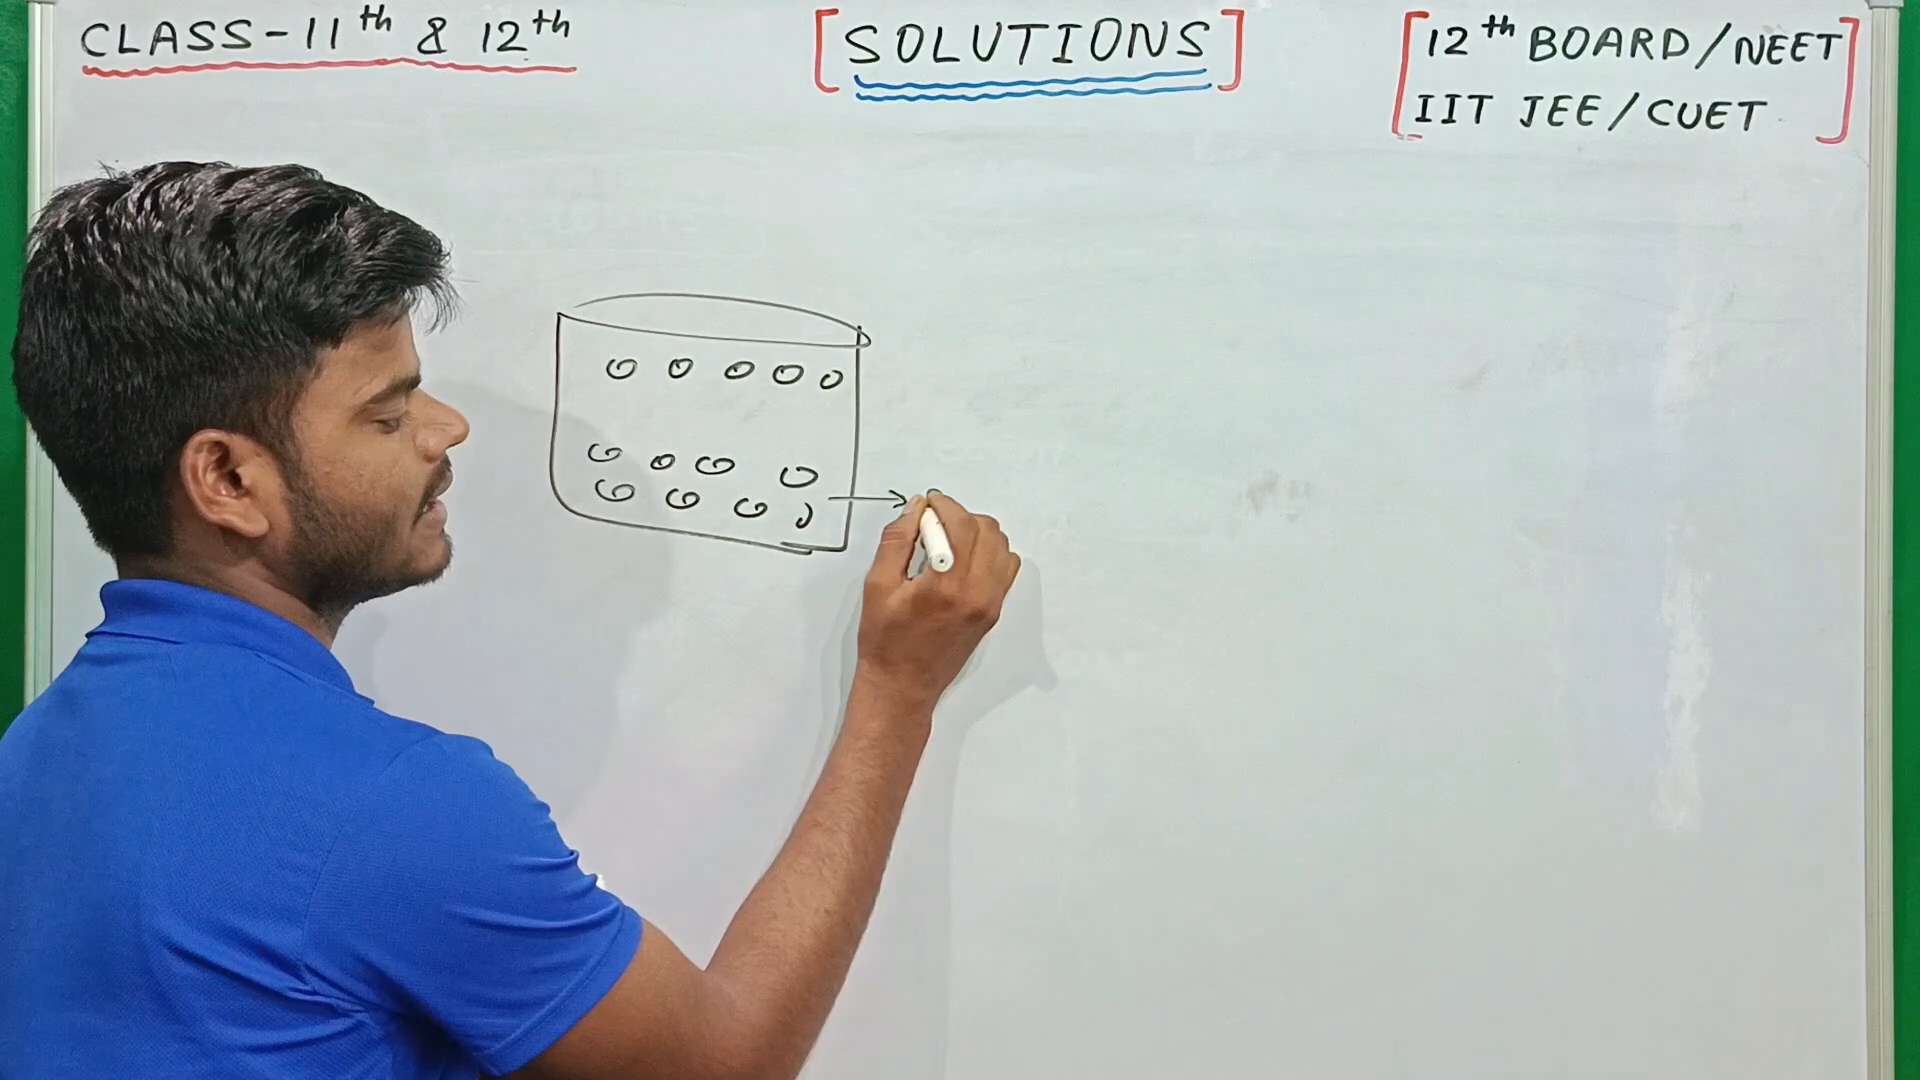 CLASS-11th & 12th
[SOLUTIONS]
[12th BOARD/NEET
IIT JEE/CUET]